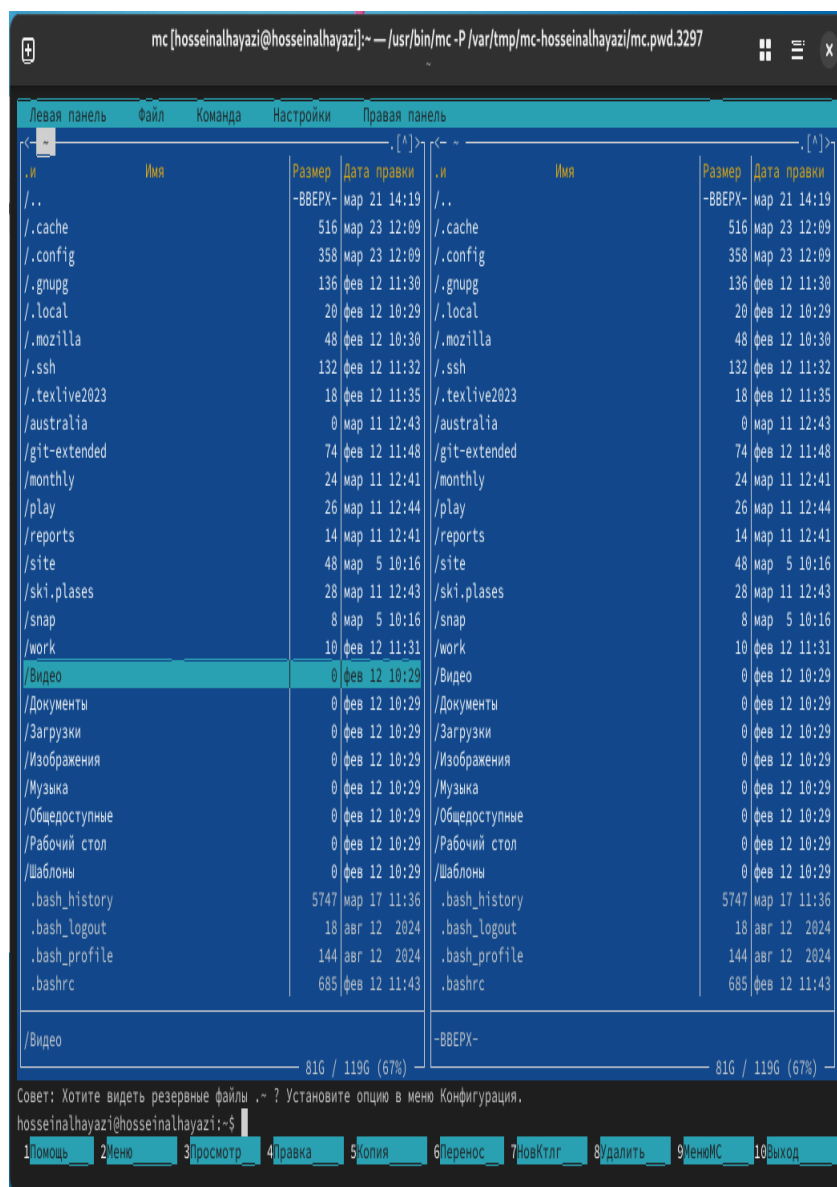 mc [hosseinalhayazi@hosseinalhayazi]:~ — /usr/bin/mc -P /var/tmp/mc-hosseinalhayazi/mc.pwd.3297
~
Левая панель Файл Команда Настройки Правая панель
<- ~ .[^]> <- ~ .[^]>
.и Имя Размер Дата правки .и Имя Размер Дата правки
/.. -ВВЕРХ- мар 21 14:19 /.. -ВВЕРХ- мар 21 14:19
/.cache 516 мар 23 12:09 /.cache 516 мар 23 12:09
/.config 358 мар 23 12:09 /.config 358 мар 23 12:09
/.gnupg 136 фев 12 11:30 /.gnupg 136 фев 12 11:30
/.local 20 фев 12 10:29 /.local 20 фев 12 10:29
/.mozilla 48 фев 12 10:30 /.mozilla 48 фев 12 10:30
/.ssh 132 фев 12 11:32 /.ssh 132 фев 12 11:32
/.texlive2023 18 фев 12 11:35 /.texlive2023 18 фев 12 11:35
/australia 0 мар 11 12:43 /australia 0 мар 11 12:43
/git-extended 74 фев 12 11:48 /git-extended 74 фев 12 11:48
/monthly 24 мар 11 12:41 /monthly 24 мар 11 12:41
/play 26 мар 11 12:44 /play 26 мар 11 12:44
/reports 14 мар 11 12:41 /reports 14 мар 11 12:41
/site 48 мар 5 10:16 /site 48 мар 5 10:16
/ski.plases 28 мар 11 12:43 /ski.plases 28 мар 11 12:43
/snap 8 мар 5 10:16 /snap 8 мар 5 10:16
/work 10 фев 12 11:31 /work 10 фев 12 11:31
/Видео 0 фев 12 10:29 /Видео 0 фев 12 10:29
/Документы 0 фев 12 10:29 /Документы 0 фев 12 10:29
/Загрузки 0 фев 12 10:29 /Загрузки 0 фев 12 10:29
/Изображения 0 фев 12 10:29 /Изображения 0 фев 12 10:29
/Музыка 0 фев 12 10:29 /Музыка 0 фев 12 10:29
/Общедоступные 0 фев 12 10:29 /Общедоступные 0 фев 12 10:29
/Рабочий стол 0 фев 12 10:29 /Рабочий стол 0 фев 12 10:29
/Шаблоны 0 фев 12 10:29 /Шаблоны 0 фев 12 10:29
.bash_history 5747 мар 17 11:36 .bash_history 5747 мар 17 11:36
.bash_logout 18 авг 12 2024 .bash_logout 18 авг 12 2024
.bash_profile 144 авг 12 2024 .bash_profile 144 авг 12 2024
.bashrc 685 фев 12 11:43 .bashrc 685 фев 12 11:43
/Видео -ВВЕРХ-
81G / 119G (67%) 81G / 119G (67%)
Совет: Хотите видеть резервные файлы .~ ? Установите опцию в меню Конфигурация.
hosseinalhayazi@hosseinalhayazi:~$
1Помощь 2Меню 3Просмотр 4Правка 5Копия 6Перенос 7НовКтлг 8Удалить 9МенюМС 10Выход